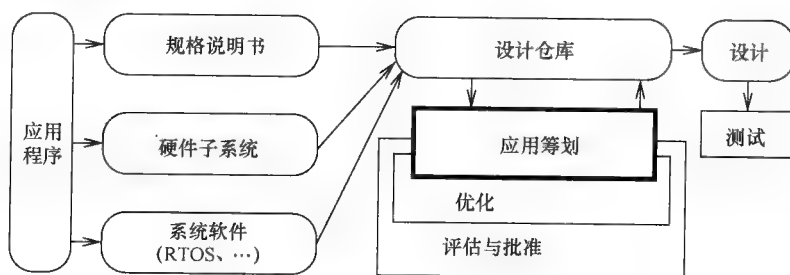 规格说明书
设计仓库
设计
应用
程序
硬件子系统
应用筹划
测试
优化
系统软件
(RTOS、…)
评估与批准